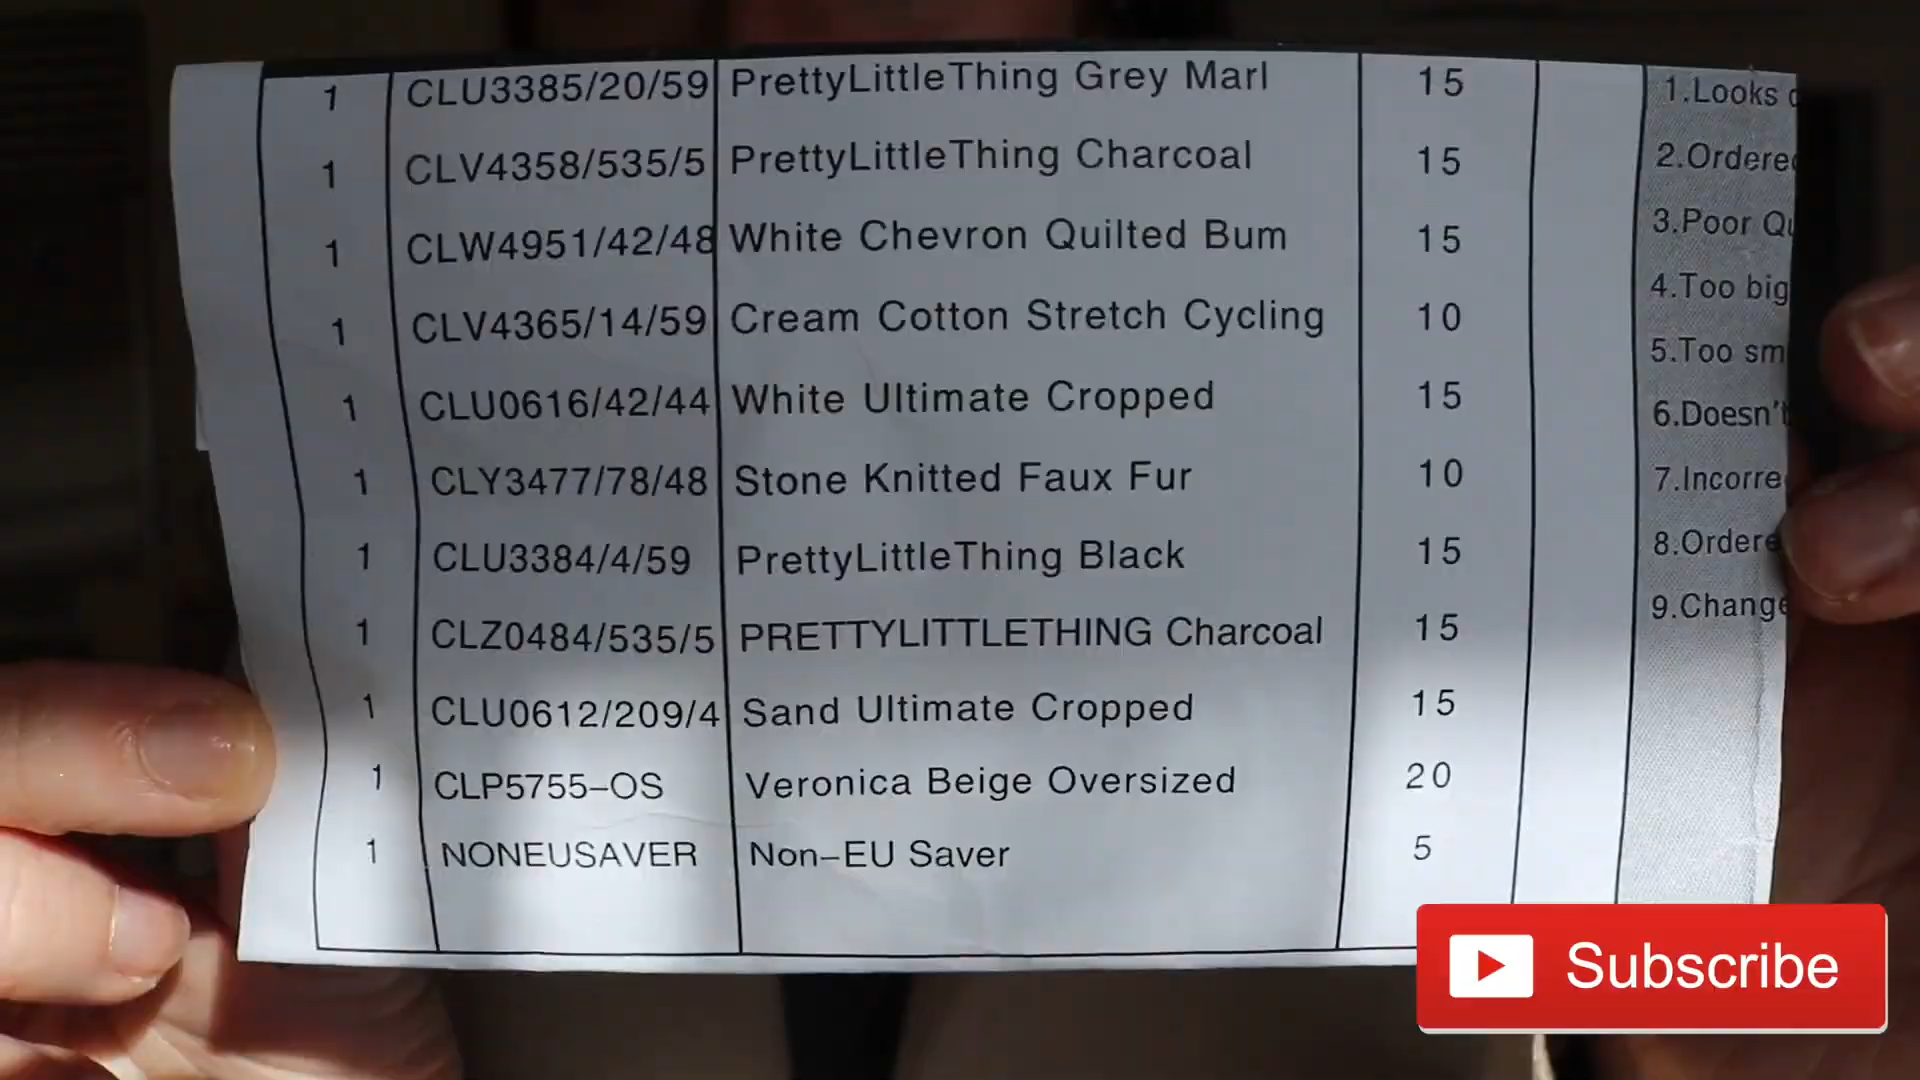 1 CLU3385/20/59 PrettyLittleThing Grey Marl 15
1 CLV4358/535/5 PrettyLittleThing Charcoal 15
1 CLW4951/42/48 White Chevron Quilted Bum 15
1 CLV4365/14/59 Cream Cotton Stretch Cycling 10
1 CLU0616/42/44 White Ultimate Cropped 15
1 CLY3477/78/48 Stone Knitted Faux Fur 10
1 CLU3384/4/59 PrettyLittleThing Black 15
1 CLZ0484/535/5 PRETTYLITTLETHING Charcoal 15
1 CLU0612/209/4 Sand Ultimate Cropped 15
1 CLP5755-OS Veronica Beige Oversized 20
1 NONEUSAVER Non-EU Saver 5
1.Looks
2.Ordere
3.Poor Qu
4.Too big
5.Too sm
6.Doesn't
7.Incorre
8.Ordere
9.Change
Subscribe